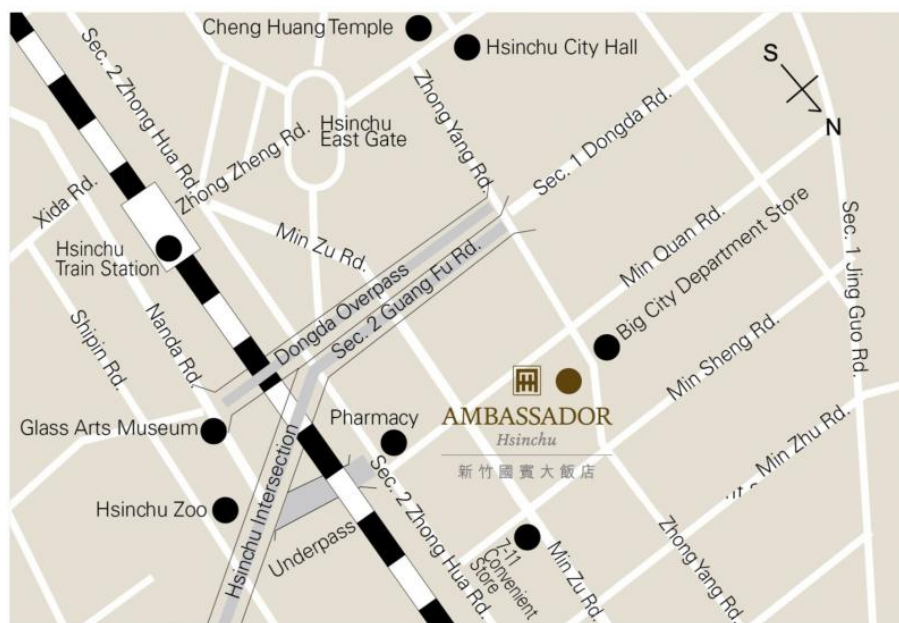 Cheng Huang Temple
Hsinchu City Hall
Sec. 2 Zhong Hua Rd.
S
N
Zhong Yang Rd.
Hsinchu
East Gate
Zhong Zheng Rd.
Sec. 1 Dongda Rd.
Xida Rd.
Hsinchu
Train Station
Min Zu Rd.
Min Quan Rd.
Big City Department Store
Sec. 1 Jing Guo Rd.
Dongda Overpass
Sec. 2 Guang Fu Rd.
Shipin Rd.
Nanda Rd.
Min Sheng Rd.
Glass Arts Museum
Pharmacy
AMBASSADOR
Hsinchu
新竹國賓大飯店
Min Zhu Rd.
Hsinchu Zoo
Hsinchu Intersection
Underpass
Sec. 2 Zhong Hua Rd.
7-11
Convenient
Store
Min Zu Rd.
Zhong Yang Rd.